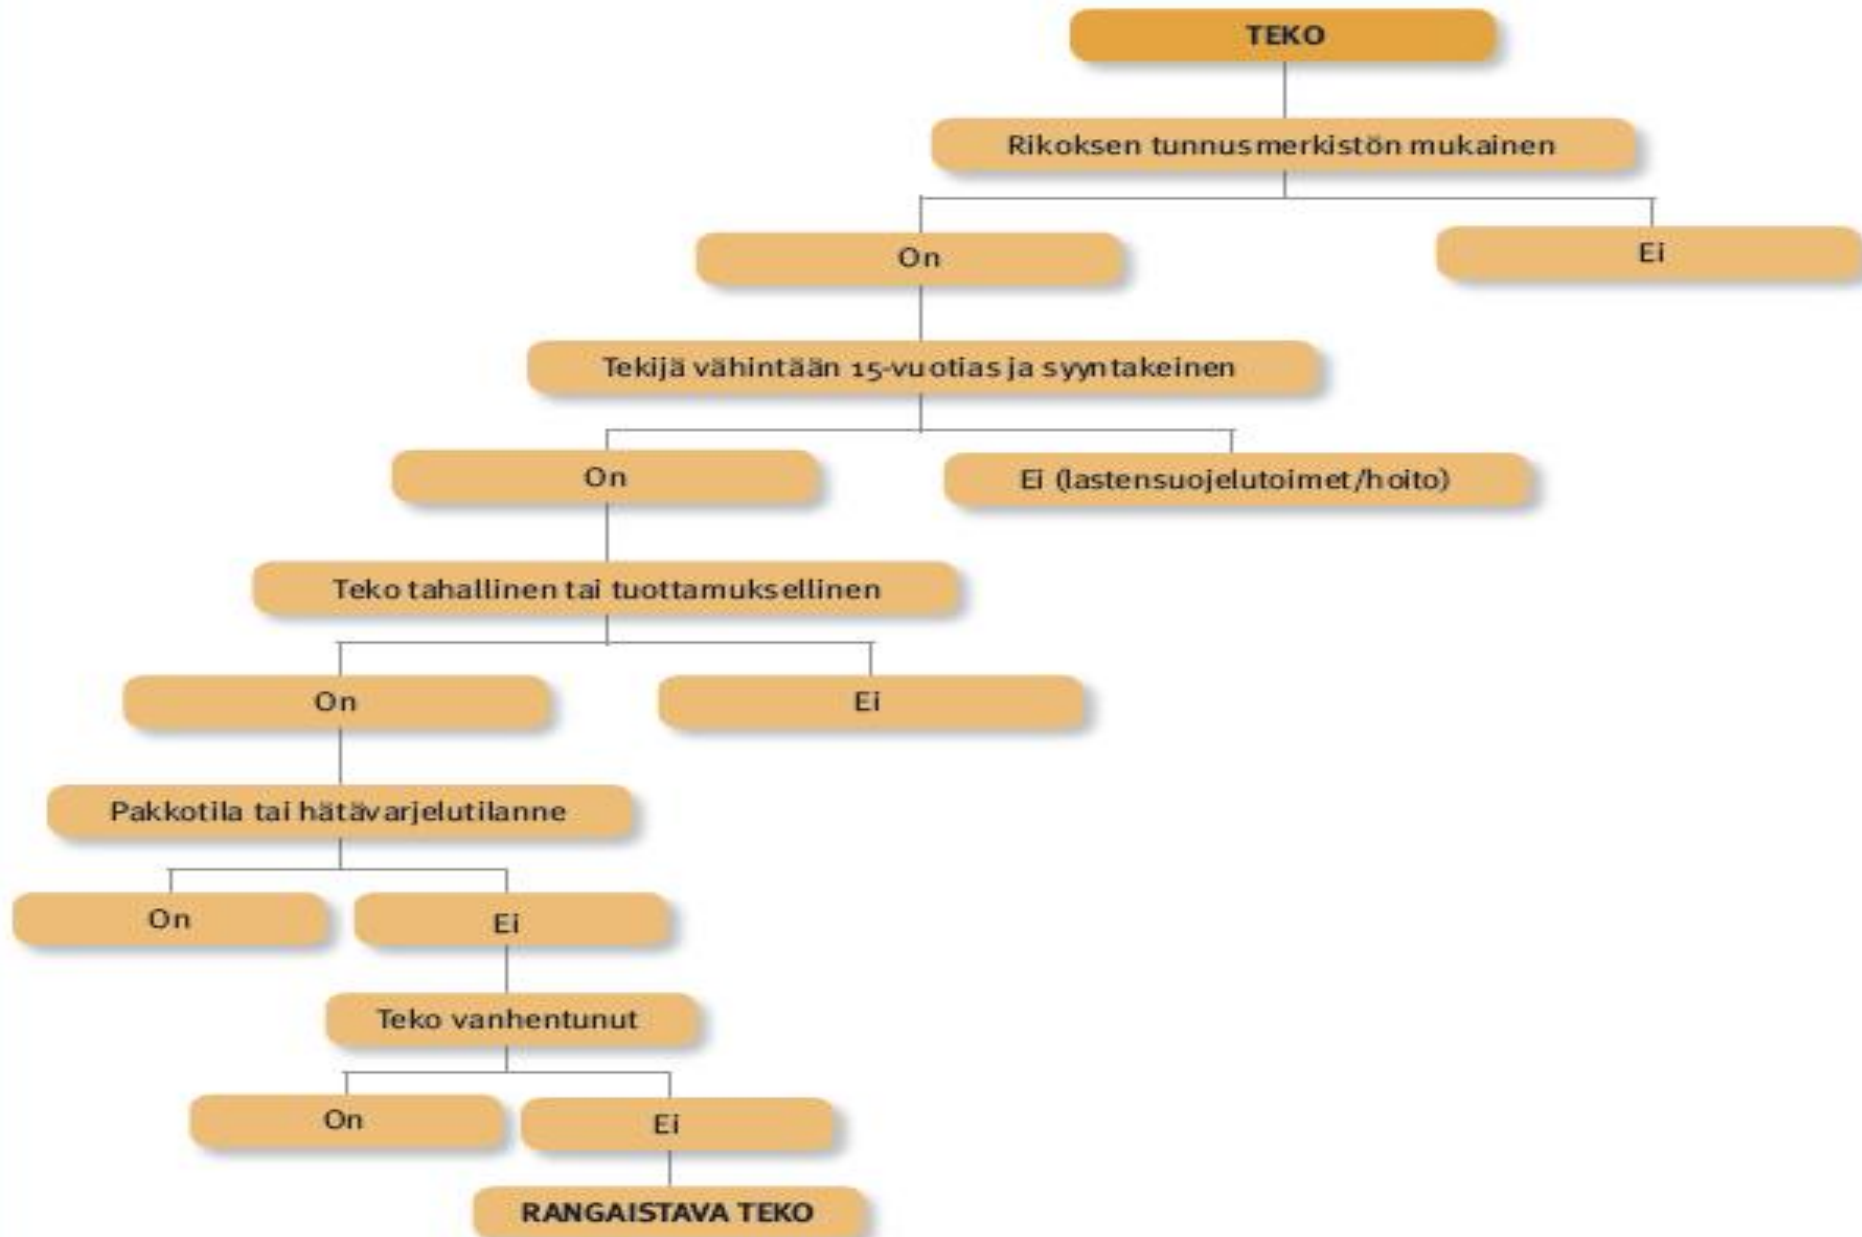 TEKO
Rikoksen tunnusmerkistön mukainen
On
Ei
Tekijä vähintään 15-vuotias ja syyntakeinen
On
Ei (lastensuojelutoimet/hoito)
Teko tahallinen tai tuottamuksellinen
On
Ei
Pakkotila tai hätävarjelutilanne
On
Ei
Teko vanhentunut
On
Ei
RANGAISTAVA TEKO